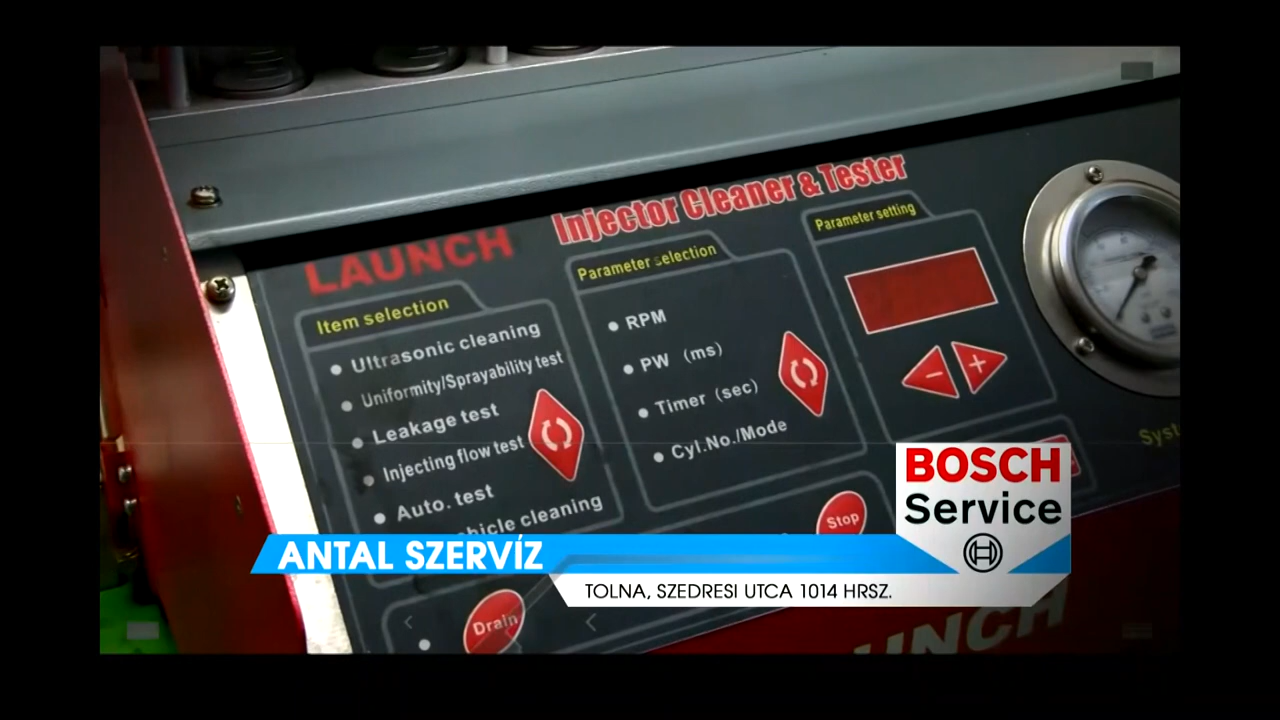 Injector Cleaner & Tester
LAUNCH
Item selection
Ultrasonic cleaning
Uniformity/Sprayability test
Leakage test
Injecting flow test
Auto. test
cleaning
Parameter selection
RPM
PW (ms)
Timer (sec)
Cyl.No./Mode
Parameter setting
− +
Stop
Drain
BOSCH
Service
ANTAL SZERVÍZ
TOLNA, SZEDRESI UTCA 1014 HRSZ.